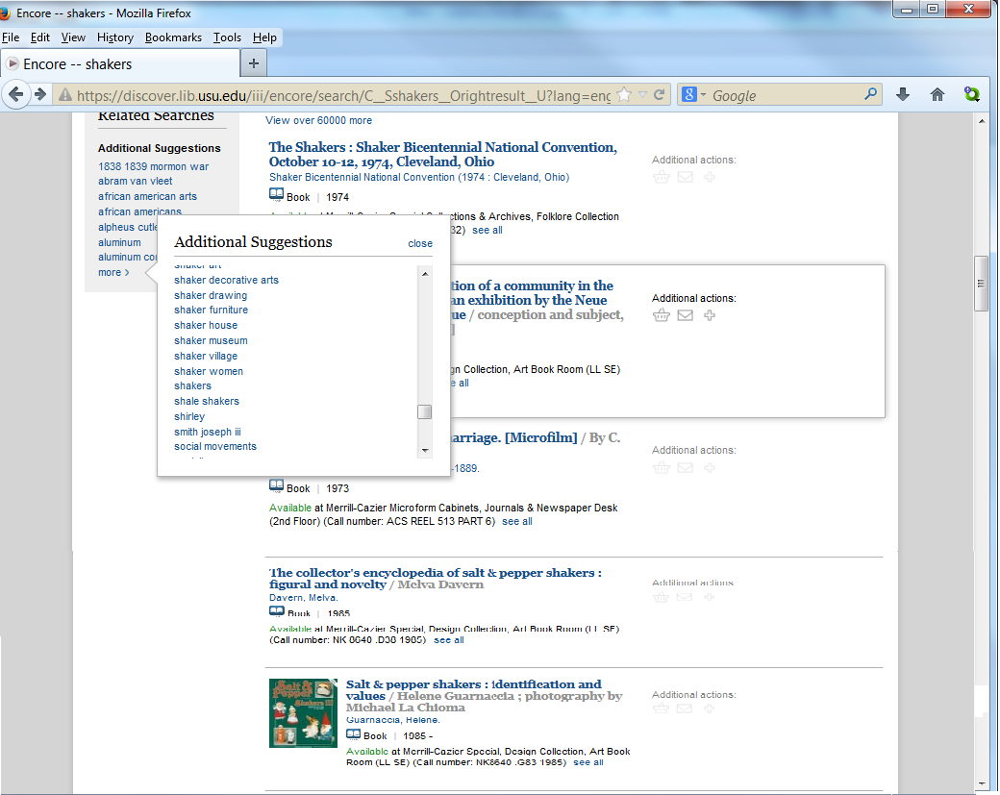 Encore -- shakers - Mozilla Firefox
File Edit View History Bookmarks Tools Help
Encore -- shakers
https://discover.lib.usu.edu/iii/encore/search/C__Sshakers__Orightresult__U?lang=eng
Google
Related Searches
Additional Suggestions
1838 1839 mormon war
abram van vleet
african american arts
african americans
alpheus cutle
aluminum
aluminum co
more >
Additional Suggestions
close
shaker art
shaker decorative arts
shaker drawing
shaker furniture
shaker house
shaker museum
shaker village
shaker women
shakers
shale shakers
shirley
smith joseph iii
social movements
View over 60000 more
The Shakers : Shaker Bicentennial National Convention,
October 10-12, 1974, Cleveland, Ohio
Shaker Bicentennial National Convention (1974 : Cleveland, Ohio)
Book | 1974
Available at Merrill-Cazier Special Collections & Archives, Folklore Collection
32) see all
Additional actions:
tion of a community in the
an exhibition by the Neue
ue / conception and subject,
]
gn Collection, Art Book Room (LL SE)
e all
Additional actions:
arriage. [Microfilm] / By C.
-1889.
Book | 1973
Available at Merrill-Cazier Microform Cabinets, Journals & Newspaper Desk
(2nd Floor) (Call number: ACS REEL 513 PART 6) see all
Additional actions:
The collector's encyclopedia of salt & pepper shakers :
figural and novelty / Melva Davern
Davern, Melva.
Book | 1985
Available at Merrill-Cazier Special, Design Collection, Art Book Room (LL SE)
(Call number: NK 8640 .D38 1985) see all
Additional actions:
Salt &
Pepper
Shakers III
Salt & pepper shakers : identification and
values / Helene Guarnaccia ; photography by
Michael La Chioma
Guarnaccia, Helene.
Book | 1985 -
Available at Merrill-Cazier Special, Design Collection, Art Book
Room (LL SE) (Call number: NK8640 .G83 1985) see all
Additional actions: